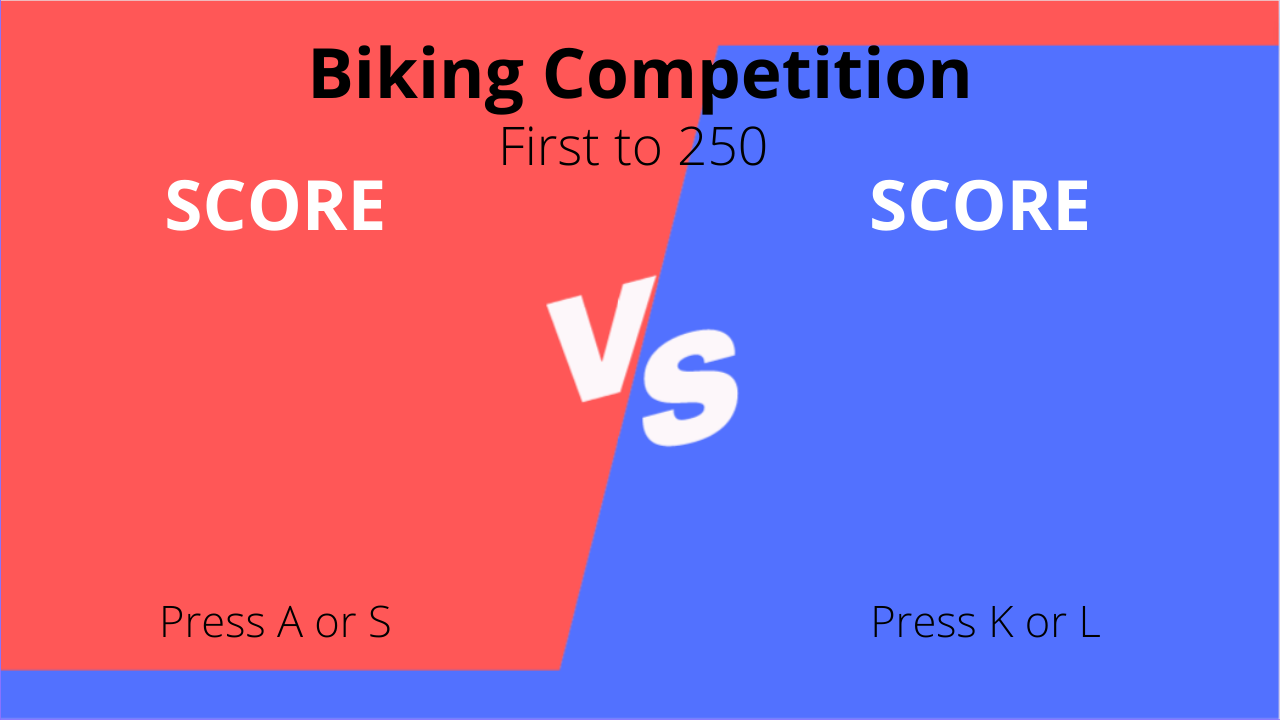 Biking Competition
First to 250
SCORE
SCORE
VS
Press A or S
Press K or L